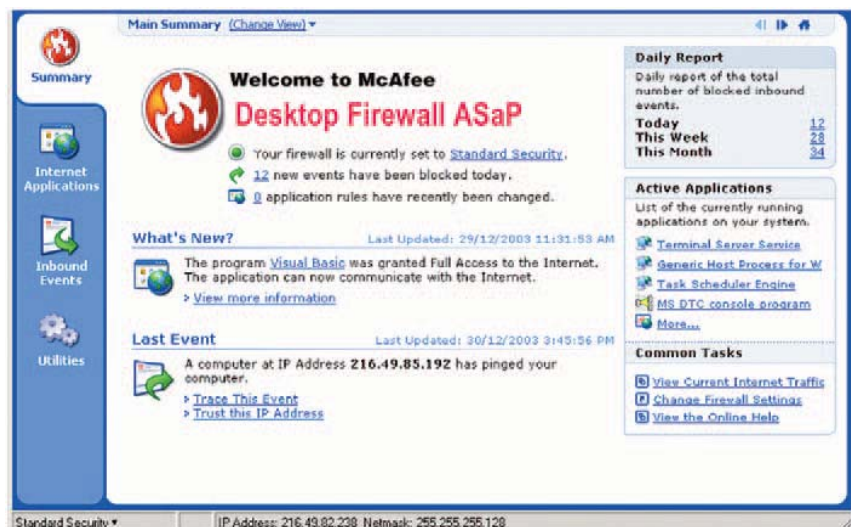 Main Summary (Change View)
Summary
Internet
Applications
Inbound
Events
Utilities
Welcome to McAfee
Desktop Firewall ASaP
Your firewall is currently set to Standard Security.
12 new events have been blocked today.
0 application rules have recently been changed.
What's New?
Last Updated: 29/12/2003 11:31:53 AM
The program Visual Basic was granted Full Access to the Internet.
The application can now communicate with the Internet.
View more information
Last Event
Last Updated: 30/12/2003 3:45:56 PM
A computer at IP Address 216.49.85.192 has pinged your
computer.
Trace This Event
Trust this IP Address
Daily Report
Daily report of the total
number of blocked inbound
events.
Today 12
This Week 28
This Month 34
Active Applications
List of the currently running
applications on your system.
Terminal Server Service
Generic Host Process for W
Task Scheduler Engine
MS DTC console program
More...
Common Tasks
View Current Internet Traffic
Change Firewall Settings
View the Online Help
Standard Security
IP Address: 216.49.82.238 Netmask: 255.255.255.128